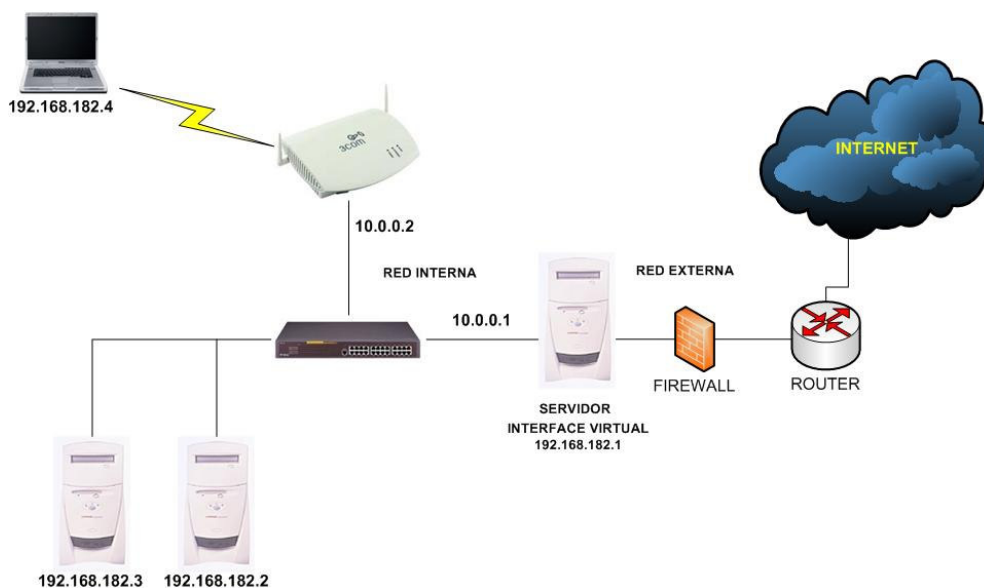 192.168.182.4
3com
INTERNET
10.0.0.2
RED INTERNA
RED EXTERNA
10.0.0.1
FIREWALL
ROUTER
SERVIDOR
INTERFACE VIRTUAL
192.168.182.1
192.168.182.3
192.168.182.2